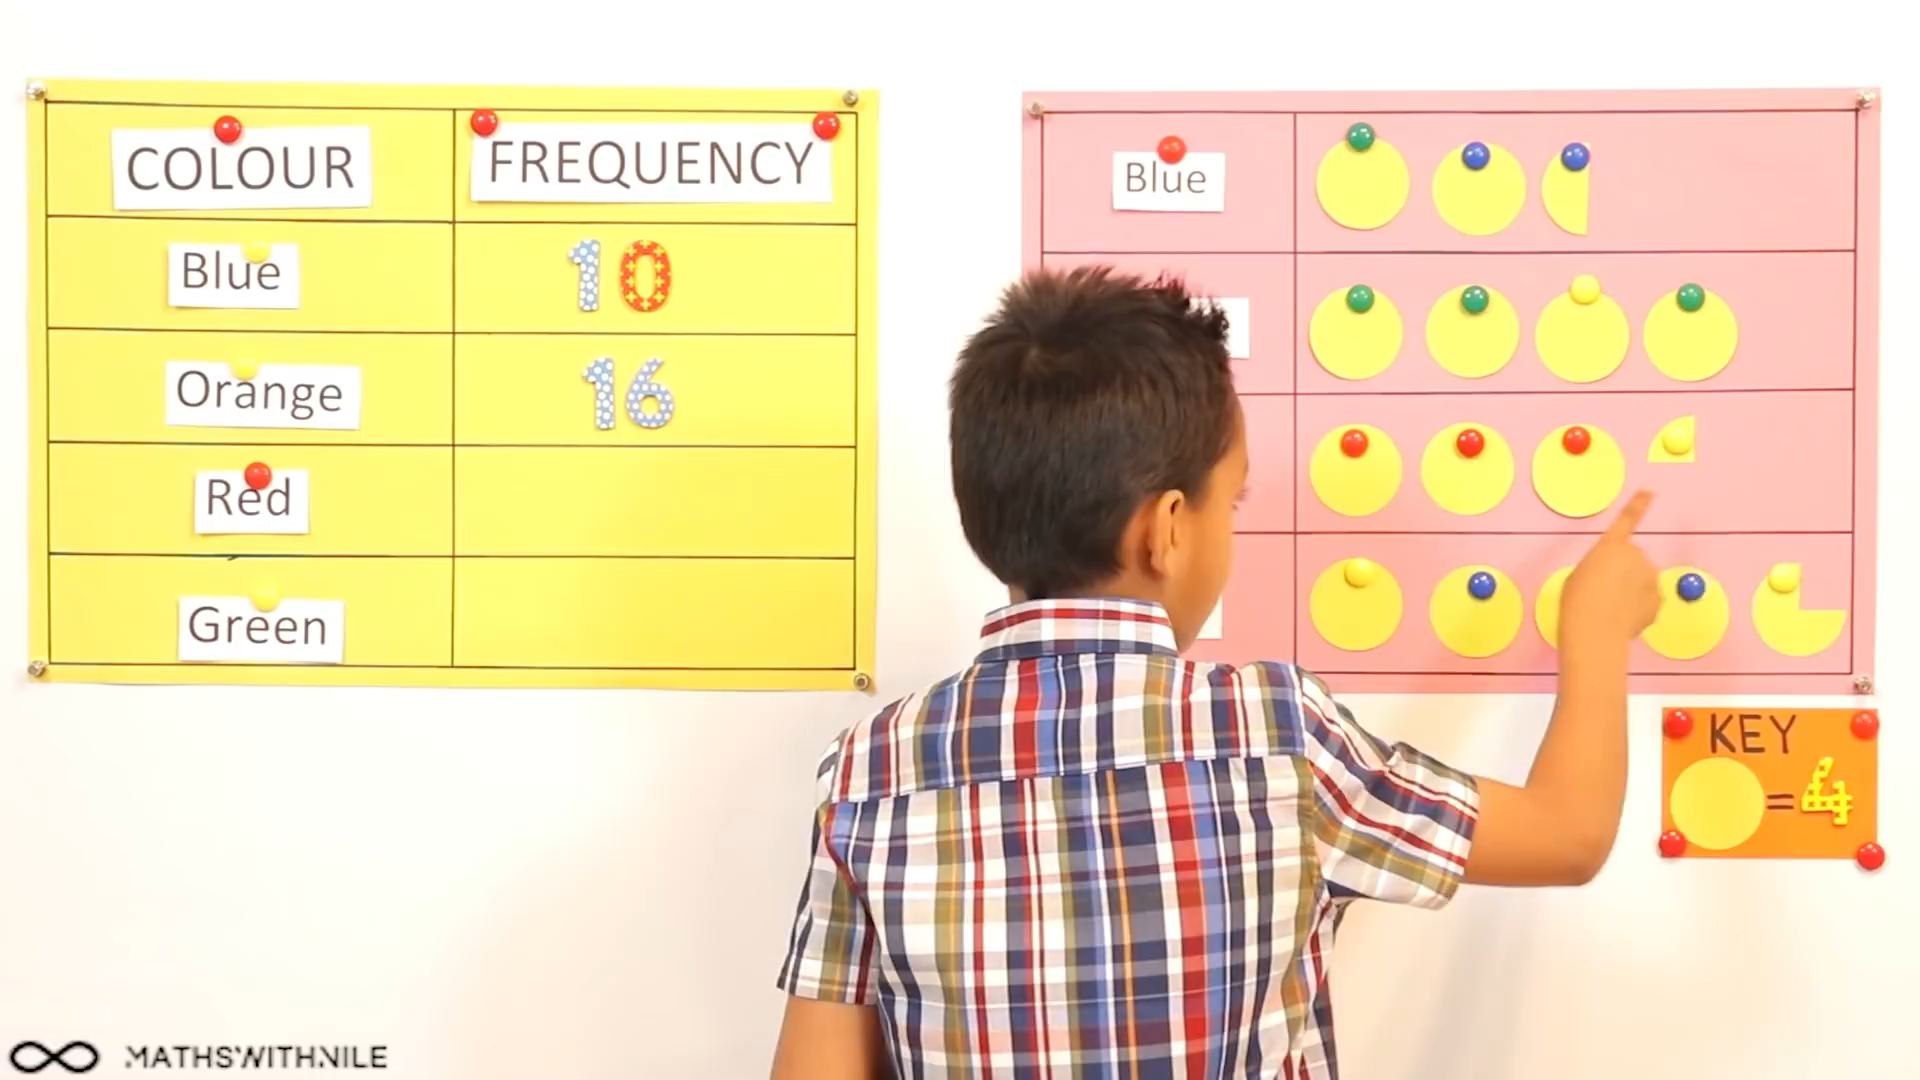 COLOUR FREQUENCY
Blue 10
Orange 16
Red
Green
Blue
KEY
=4
MATHSWITHNILE